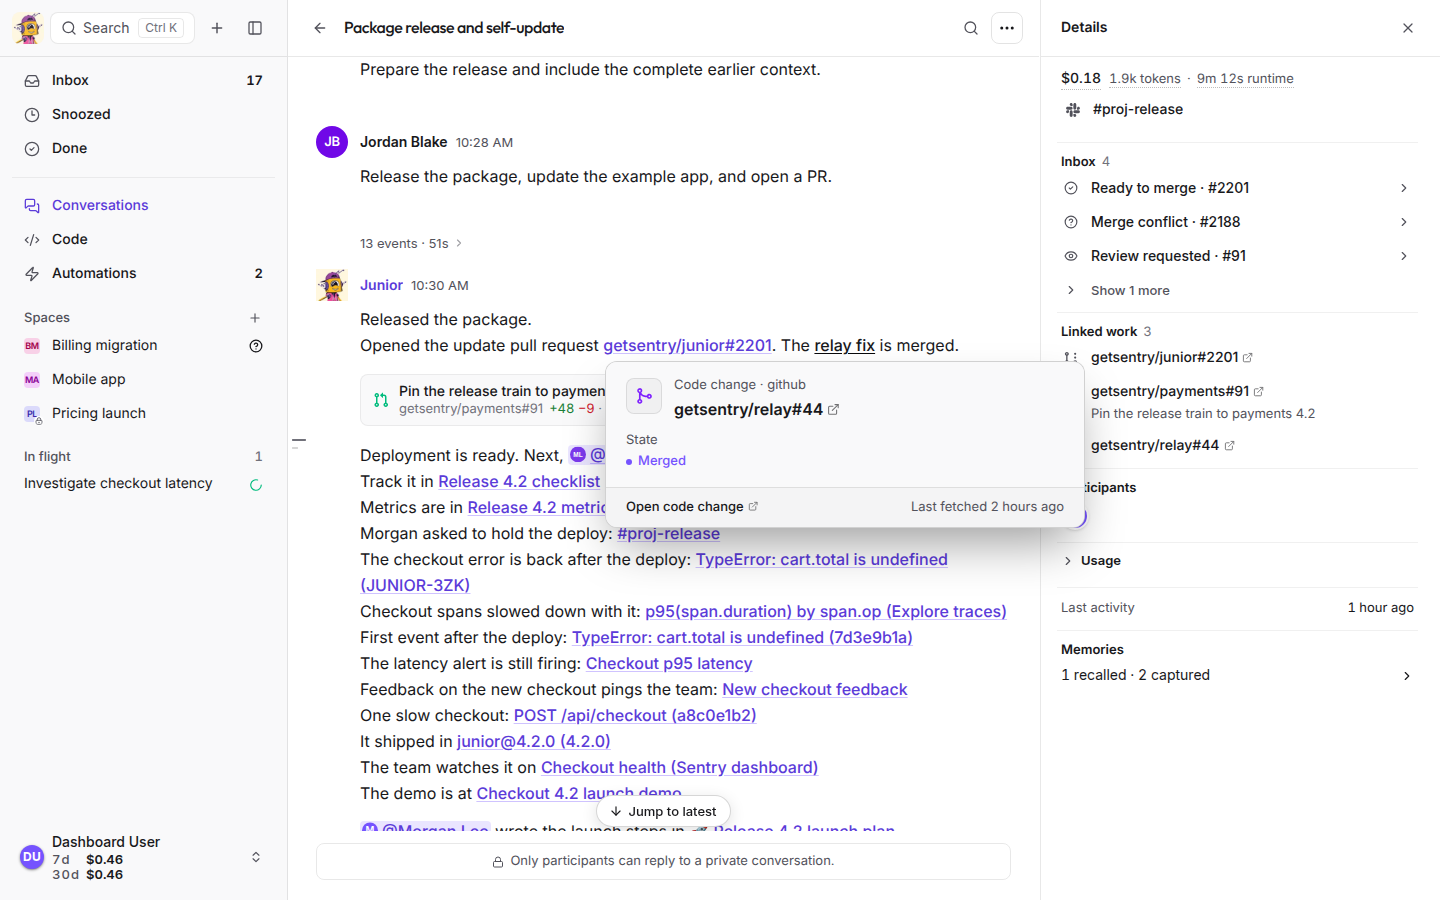 Search Ctrl K
Inbox 17
Snoozed
Done
Conversations
Code
Automations 2
Spaces
BM Billing migration
MA Mobile app
PL Pricing launch
In flight 1
Investigate checkout latency
DU Dashboard User
7d $0.46
30d $0.46
Package release and self-update
Prepare the release and include the complete earlier context.
JB Jordan Blake 10:28 AM
Release the package, update the example app, and open a PR.
13 events · 51s
Junior 10:30 AM
Released the package.
Opened the update pull request getsentry/junior#2201. The relay fix is merged.
Pin the release train to paymen
getsentry/payments#91 +48 −9 ·
Deployment is ready. Next, ML @
Track it in Release 4.2 checklist
Metrics are in Release 4.2 metric
Morgan asked to hold the deploy: #proj-release
The checkout error is back after the deploy: TypeError: cart.total is undefined
(JUNIOR-3ZK)
Checkout spans slowed down with it: p95(span.duration) by span.op (Explore traces)
First event after the deploy: TypeError: cart.total is undefined (7d3e9b1a)
The latency alert is still firing: Checkout p95 latency
Feedback on the new checkout pings the team: New checkout feedback
One slow checkout: POST /api/checkout (a8c0e1b2)
It shipped in junior@4.2.0 (4.2.0)
The team watches it on Checkout health (Sentry dashboard)
The demo is at Checkout 4.2 launch demo
Jump to latest
@Morgan Lee wrote the launch steps in Release 4.2 launch plan
Only participants can reply to a private conversation.
Code change · github
getsentry/relay#44
State
Merged
Open code change Last fetched 2 hours ago
Details
$0.18 1.9k tokens · 9m 12s runtime
#proj-release
Inbox 4
Ready to merge · #2201
Merge conflict · #2188
Review requested · #91
Show 1 more
Linked work 3
getsentry/junior#2201
getsentry/payments#91
Pin the release train to payments 4.2
getsentry/relay#44
ticipants
Usage
Last activity 1 hour ago
Memories
1 recalled · 2 captured